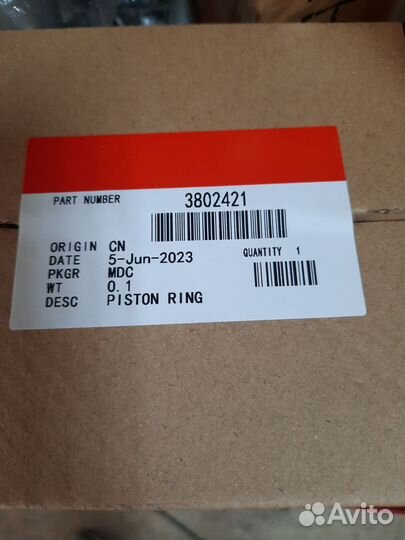 PART NUMBER 3802421
ORIGIN CN
DATE 5-Jun-2023 QUANTITY 1
PKGR MDC
WT 0.1
DESC PISTON RING
Avito